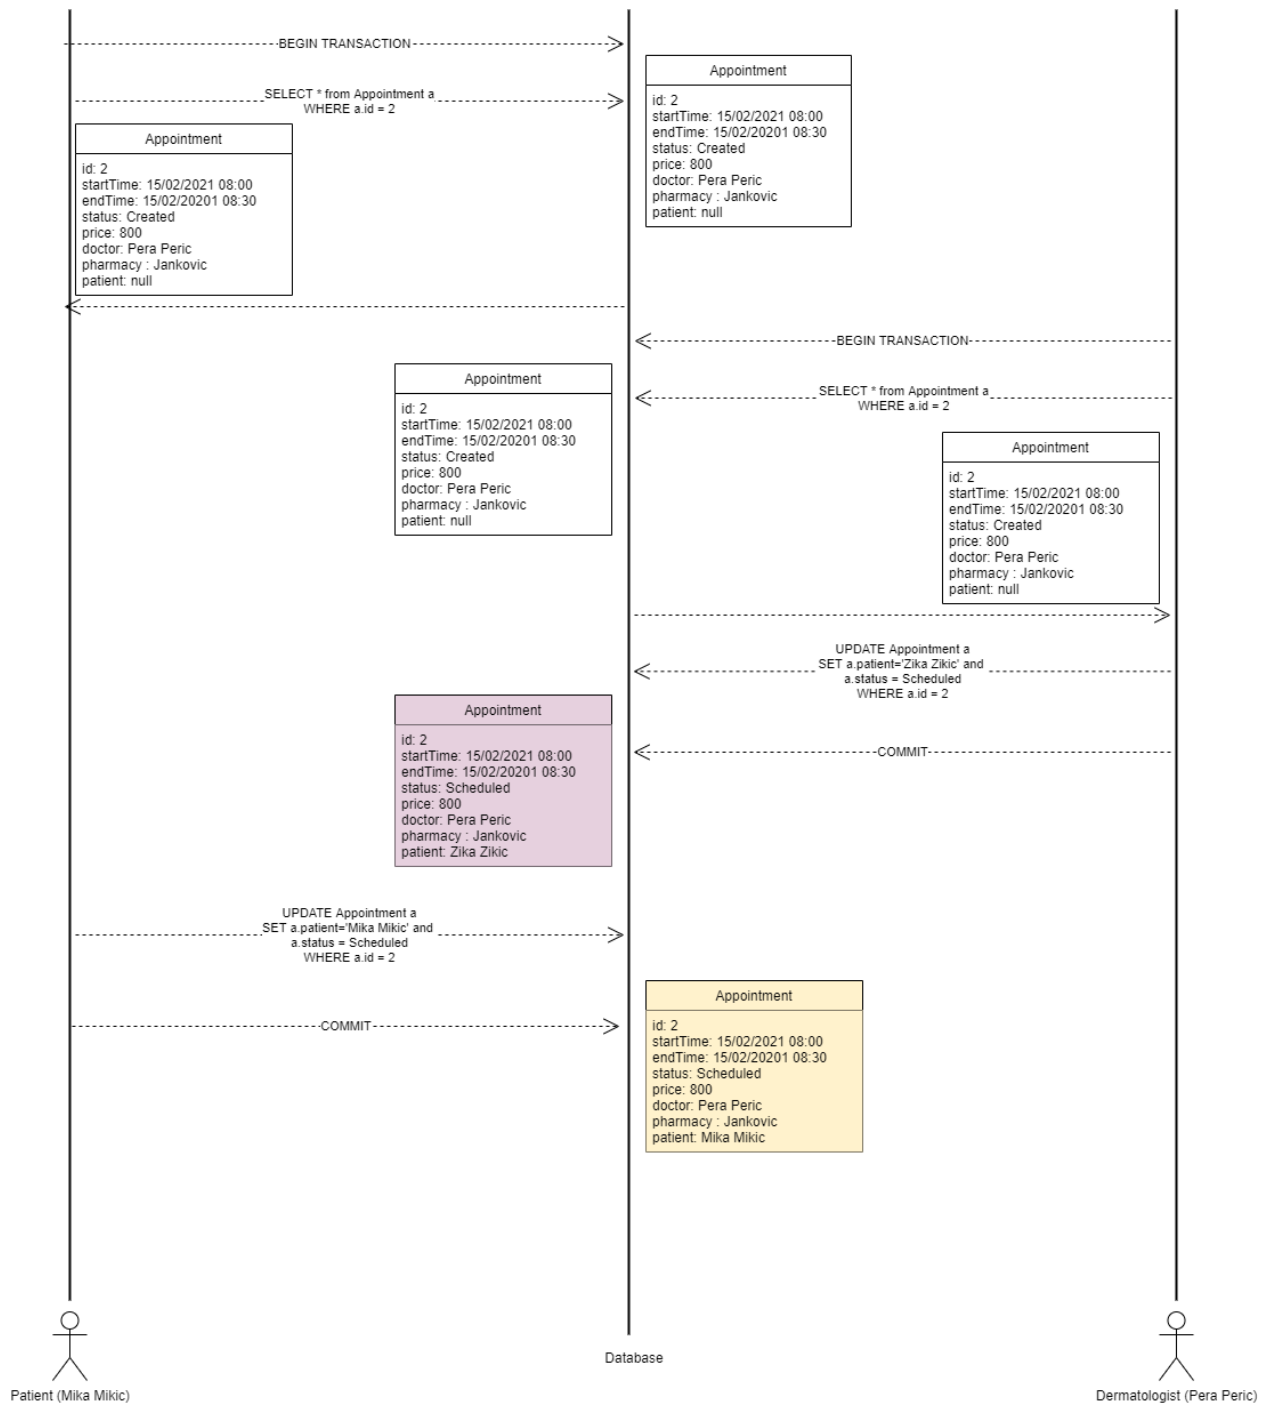 BEGIN TRANSACTION
Appointment
id: 2
startTime: 15/02/2021 08:00
endTime: 15/02/20201 08:30
status: Created
price: 800
doctor: Pera Peric
pharmacy : Jankovic
patient: null
SELECT * from Appointment a
WHERE a.id = 2
Appointment
id: 2
startTime: 15/02/2021 08:00
endTime: 15/02/20201 08:30
status: Created
price: 800
doctor: Pera Peric
pharmacy : Jankovic
patient: null
BEGIN TRANSACTION
Appointment
id: 2
startTime: 15/02/2021 08:00
endTime: 15/02/20201 08:30
status: Created
price: 800
doctor: Pera Peric
pharmacy : Jankovic
patient: null
SELECT * from Appointment a
WHERE a.id = 2
Appointment
id: 2
startTime: 15/02/2021 08:00
endTime: 15/02/20201 08:30
status: Created
price: 800
doctor: Pera Peric
pharmacy : Jankovic
patient: null
UPDATE Appointment a
SET a.patient='Zika Zikic' and
a.status = Scheduled
WHERE a.id = 2
Appointment
id: 2
startTime: 15/02/2021 08:00
endTime: 15/02/20201 08:30
status: Scheduled
price: 800
doctor: Pera Peric
pharmacy : Jankovic
patient: Zika Zikic
COMMIT
UPDATE Appointment a
SET a.patient='Mika Mikic' and
a.status = Scheduled
WHERE a.id = 2
Appointment
id: 2
startTime: 15/02/2021 08:00
endTime: 15/02/20201 08:30
status: Scheduled
price: 800
doctor: Pera Peric
pharmacy : Jankovic
patient: Mika Mikic
COMMIT
Database
Patient (Mika Mikic)
Dermatologist (Pera Peric)